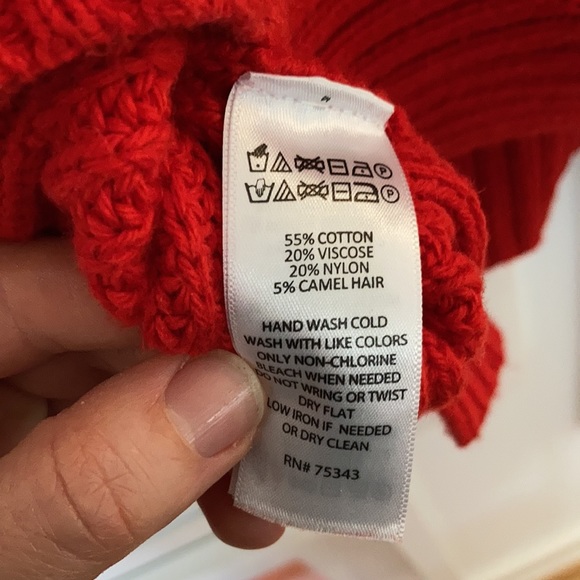 55% COTTON
20% VISCOSE
20% NYLON
5% CAMEL HAIR
HAND WASH COLD
WASH WITH LIKE COLORS
ONLY NON-CHLORINE
BLEACH WHEN NEEDED
DO NOT WRING OR TWIST
DRY FLAT
LOW IRON IF NEEDED
OR DRY CLEAN
RN# 75343